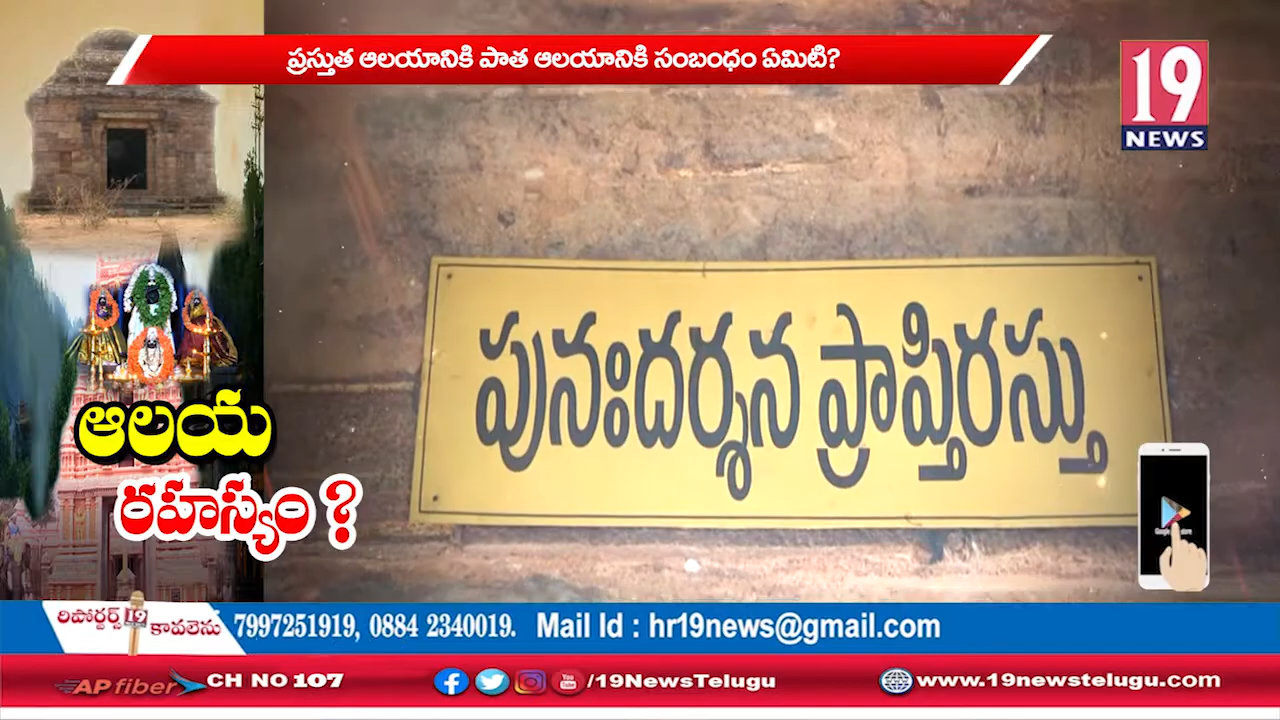 ప్రస్తుత ఆలయానికి పాత ఆలయానికి సంబంధం ఏమిటి?
19
NEWS
పునఃదర్శన ప్రాప్తిరస్తు
ఆలయ
రహస్యం ?
రిపోర్టర్స్ 19 కావలెను 7997251919, 0884 2340019. Mail Id : hr19news@gmail.com
AP fiber CH NO 107 /19NewsTelugu www.19newstelugu.com